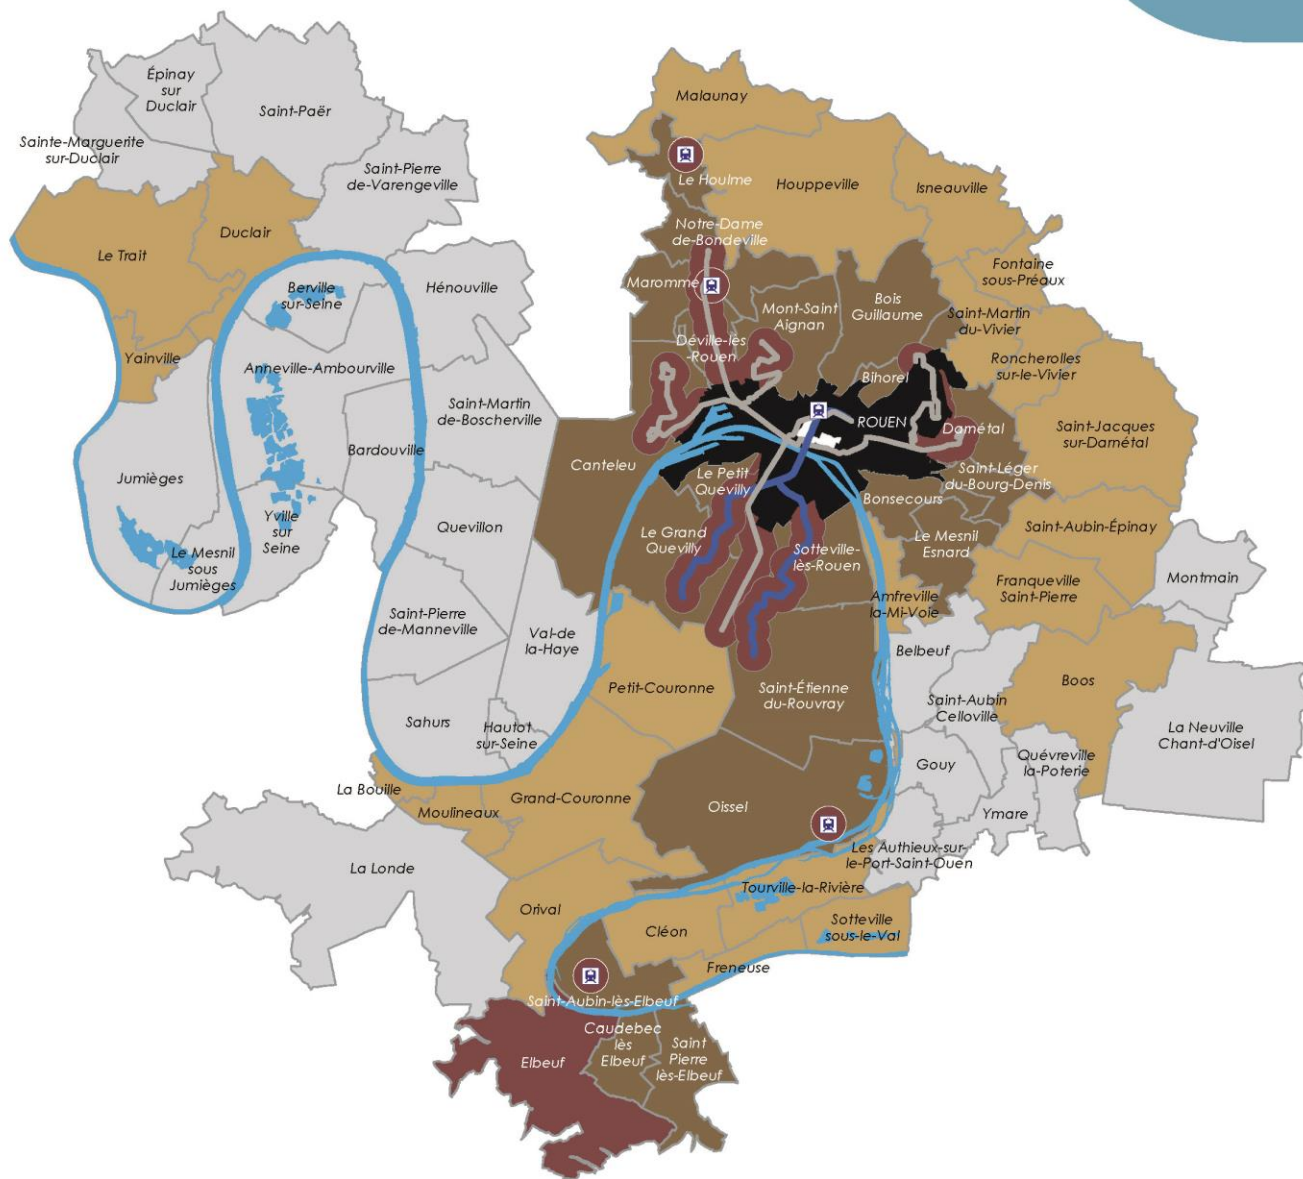 Épinay
sur
Duclair
Saint-Paër
Sainte-Marguerite
sur-Duclair
Saint-Pierre
de-Varengeville
Le Trait
Duclair
Yainville
Berville
sur-Seine
Hénouville
Anneville-Ambourville
Saint-Martin
de-Boscherville
Bardouville
Jumièges
Yville
sur
Seine
Le Mesnil
sous
Jumièges
Quevillon
Saint-Pierre
de-Manneville
Val-de
la-Haye
Sahurs
Hautot
sur-Seine
Malaunay
Le Houlme
Houppeville
Isneauville
Notre-Dame
de-Bondeville
Maromme
Mont-Saint
Aignan
Bois
Guillaume
Fontaine
sous-Préaux
Saint-Martin
du-Vivier
Déville-lès
-Rouen
Bihorel
Roncherolles
sur-le-Vivier
ROUEN
Darnétal
Saint-Jacques
sur-Darnétal
Canteleu
Le Petit
Quevilly
Saint-Léger
du-Bourg-Denis
Bonsecours
Le Grand
Quevilly
Sotteville-
lès-Rouen
Le Mesnil
Esnard
Saint-Aubin-Épinay
Montmain
Amfreville
la-Mi-Voie
Franqueville
Saint-Pierre
Belbeuf
Boos
Petit-Couronne
Saint-Étienne
du-Rouvray
Saint-Aubin
Celloville
La Neuville
Chant-d'Oisel
Gouy
Quévreville
la-Poterie
Ymare
La Bouille
Moulineaux
Grand-Couronne
Oissel
Les Authieux-sur-
le-Port-Saint-Ouen
La Londe
Orival
Tourville-la-Rivière
Cléon
Sotteville
sous-le-Val
Freneuse
Saint-Aubin-lès-Elbeuf
Elbeuf
Caudebec
lès
Elbeuf
Saint
Pierre
lès-Elbeuf